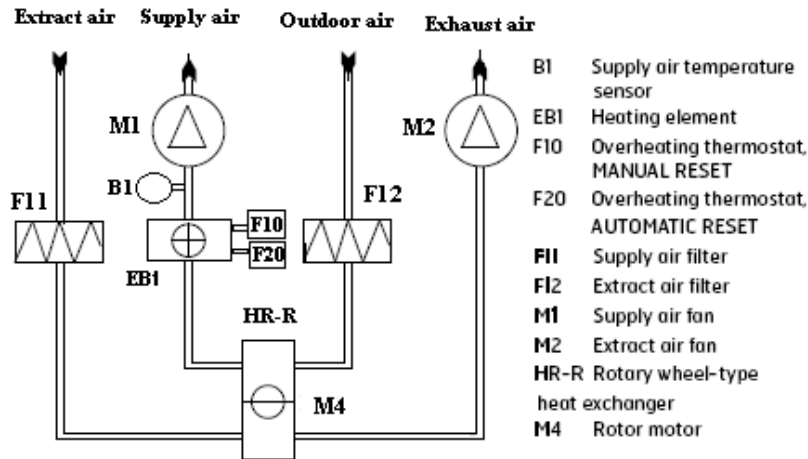 Extract air Supply air Outdoor air Exhaust air
M1
M2
B1
F11
F12
F10
F20
EB1
HR-R
M4
B1 Supply air temperature
sensor
EB1 Heating element
F10 Overheating thermostat,
MANUAL RESET
F20 Overheating thermostat,
AUTOMATIC RESET
FI1 Supply air filter
FI2 Extract air filter
M1 Supply air fan
M2 Extract air fan
HR-R Rotary wheel-type
heat exchanger
M4 Rotor motor